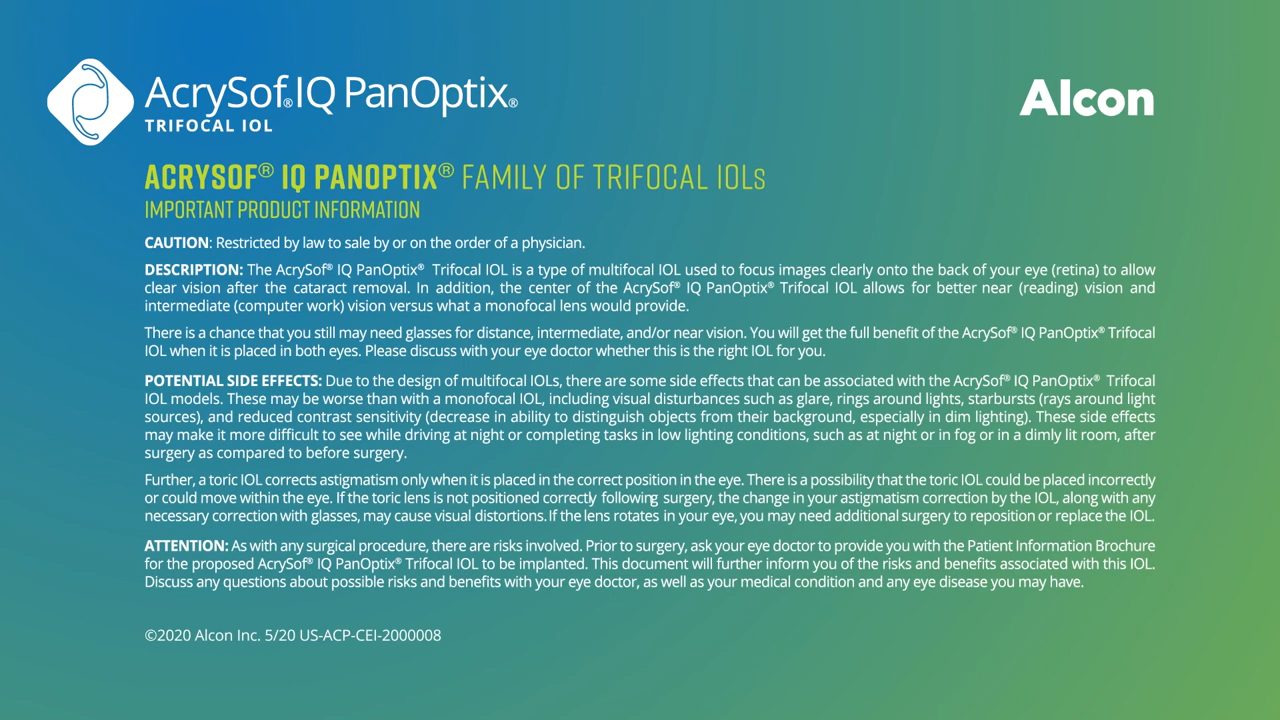 AcrySof® IQ PanOptix®
TRIFOCAL IOL
Alcon
ACRYSOF® IQ PANOPTIX® FAMILY OF TRIFOCAL IOLs
IMPORTANT PRODUCT INFORMATION
CAUTION: Restricted by law to sale by or on the order of a physician.
DESCRIPTION: The AcrySof® IQ PanOptix® Trifocal IOL is a type of multifocal IOL used to focus images clearly onto the back of your eye (retina) to allow
clear vision after the cataract removal. In addition, the center of the AcrySof® IQ PanOptix® Trifocal IOL allows for better near (reading) vision and
intermediate (computer work) vision versus what a monofocal lens would provide.
There is a chance that you still may need glasses for distance, intermediate, and/or near vision. You will get the full benefit of the AcrySof® IQ PanOptix® Trifocal
IOL when it is placed in both eyes. Please discuss with your eye doctor whether this is the right IOL for you.
POTENTIAL SIDE EFFECTS: Due to the design of multifocal IOLs, there are some side effects that can be associated with the AcrySof® IQ PanOptix® Trifocal
IOL models. These may be worse than with a monofocal IOL, including visual disturbances such as glare, rings around lights, starbursts (rays around light
sources), and reduced contrast sensitivity (decrease in ability to distinguish objects from their background, especially in dim lighting). These side effects
may make it more difficult to see while driving at night or completing tasks in low lighting conditions, such as at night or in fog or in a dimly lit room, after
surgery as compared to before surgery.
Further, a toric IOL corrects astigmatism only when it is placed in the correct position in the eye. There is a possibility that the toric IOL could be placed incorrectly
or could move within the eye. If the toric lens is not positioned correctly following surgery, the change in your astigmatism correction by the IOL, along with any
necessary correction with glasses, may cause visual distortions. If the lens rotates in your eye, you may need additional surgery to reposition or replace the IOL.
ATTENTION: As with any surgical procedure, there are risks involved. Prior to surgery, ask your eye doctor to provide you with the Patient Information Brochure
for the proposed AcrySof® IQ PanOptix® Trifocal IOL to be implanted. This document will further inform you of the risks and benefits associated with this IOL.
Discuss any questions about possible risks and benefits with your eye doctor, as well as your medical condition and any eye disease you may have.
©2020 Alcon Inc. 5/20 US-ACP-CEI-2000008